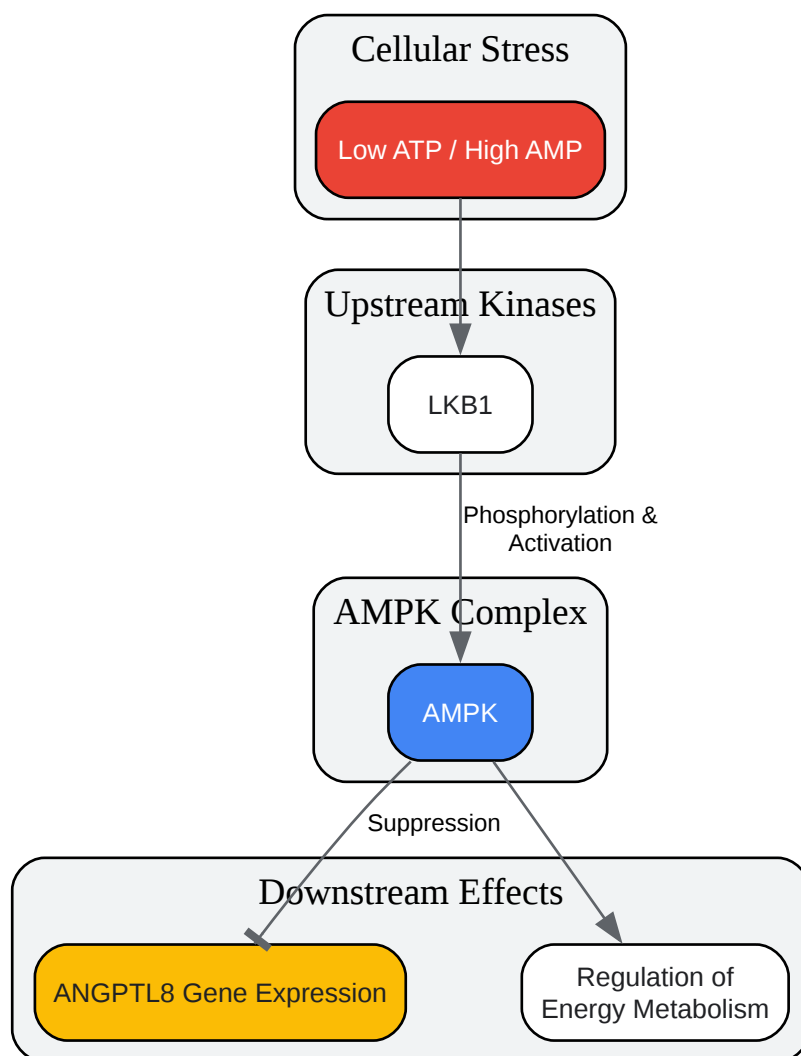 Cellular Stress
Low ATP / High AMP
Upstream Kinases
LKB1
Phosphorylation &
Activation
AMPK Complex
AMPK
Suppression
Downstream Effects
ANGPTL8 Gene Expression
Regulation of
Energy Metabolism